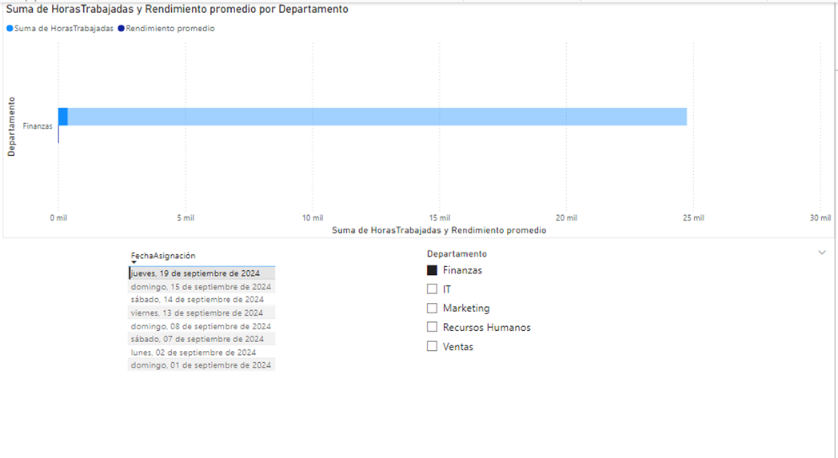 Suma de HorasTrabajadas y Rendimiento promedio por Departamento
Suma de HorasTrabajadas Rendimiento promedio
Departamento
Finanzas
0 mil 5 mil 10 mil 15 mil 20 mil 25 mil 30 mil
Suma de HorasTrabajadas y Rendimiento promedio
FechaAsignación
jueves, 19 de septiembre de 2024
domingo, 15 de septiembre de 2024
sábado, 14 de septiembre de 2024
viernes, 13 de septiembre de 2024
domingo, 08 de septiembre de 2024
sábado, 07 de septiembre de 2024
lunes, 02 de septiembre de 2024
domingo, 01 de septiembre de 2024
Departamento
Finanzas
IT
Marketing
Recursos Humanos
Ventas